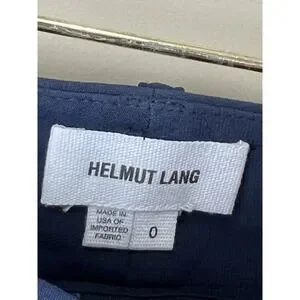 HELMUT LANG
MADE IN
USA OF
IMPORTED
FABRIC
0